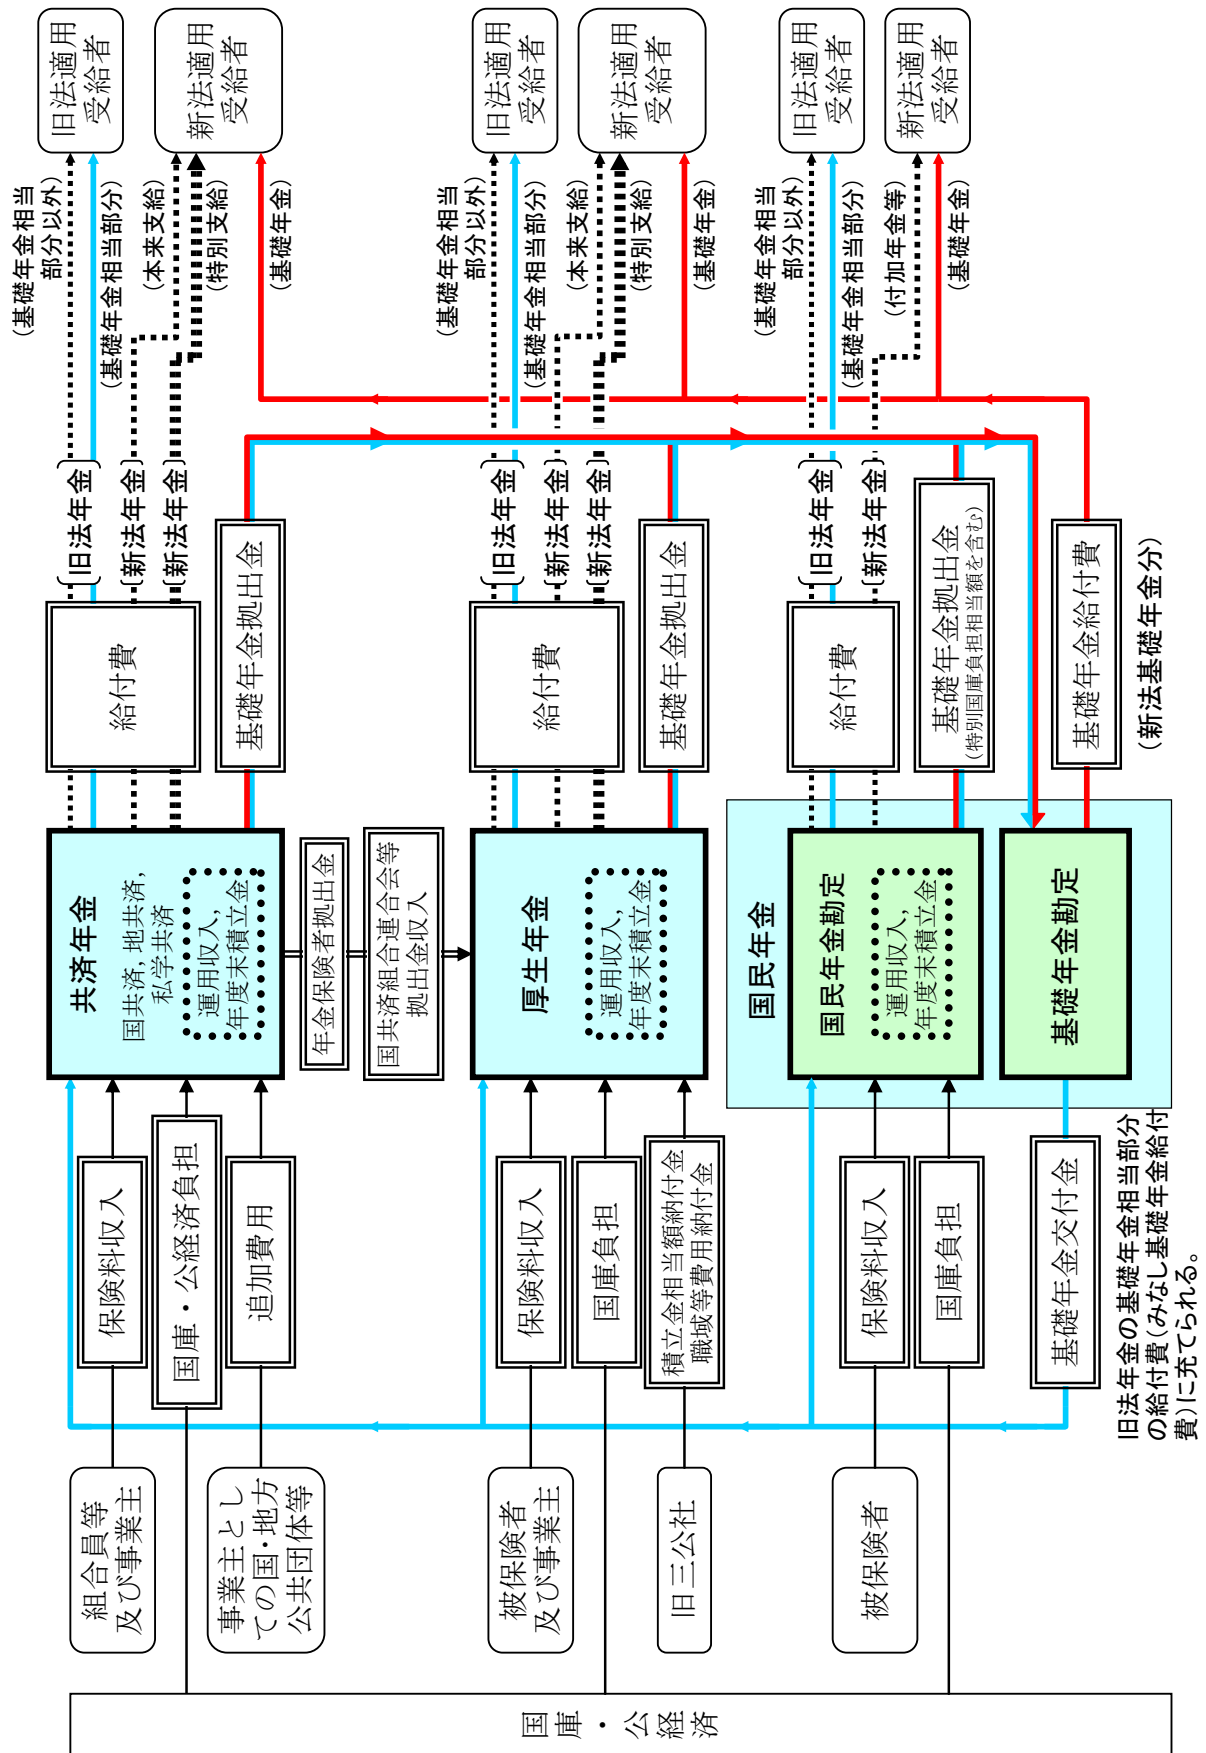 国庫・公経済
組合員等
及び事業主
事業主とし
ての国・地方
公共団体等
被保険者
及び事業主
旧三公社
被保険者
保険料収入
国庫・公経済負担
追加費用
保険料収入
国庫負担
積立金相当額納付金
職域等費用納付金
保険料収入
国庫負担
基礎年金交付金
旧法年金の基礎年金相当部分
の給付費(みなし基礎年金給付
費)に充てられる。
共済年金
国共済,地共済,
私学共済
運用収入,
年度末積立金
年金保険者拠出金
国共済組合連合会等
拠出金収入
厚生年金
運用収入,
年度末積立金
国民年金
国民年金勘定
運用収入,
年度末積立金
基礎年金勘定
給付費
基礎年金拠出金
給付費
基礎年金拠出金
給付費
基礎年金拠出金
(特別国庫負担相当額を含む)
基礎年金給付費
(新法基礎年金分)
(旧法年金)
(新法年金)
(新法年金)
(旧法年金)
(新法年金)
(新法年金)
(旧法年金)
(新法年金)
(基礎年金相当
部分以外)
(基礎年金相当部分)
(本来支給)
(特別支給)
(基礎年金)
(基礎年金相当
部分以外)
(基礎年金相当部分)
(本来支給)
(特別支給)
(基礎年金)
(基礎年金相当
部分以外)
(基礎年金相当部分)
(付加年金等)
(基礎年金)
旧法適用
受給者
新法適用
受給者
旧法適用
受給者
新法適用
受給者
旧法適用
受給者
新法適用
受給者